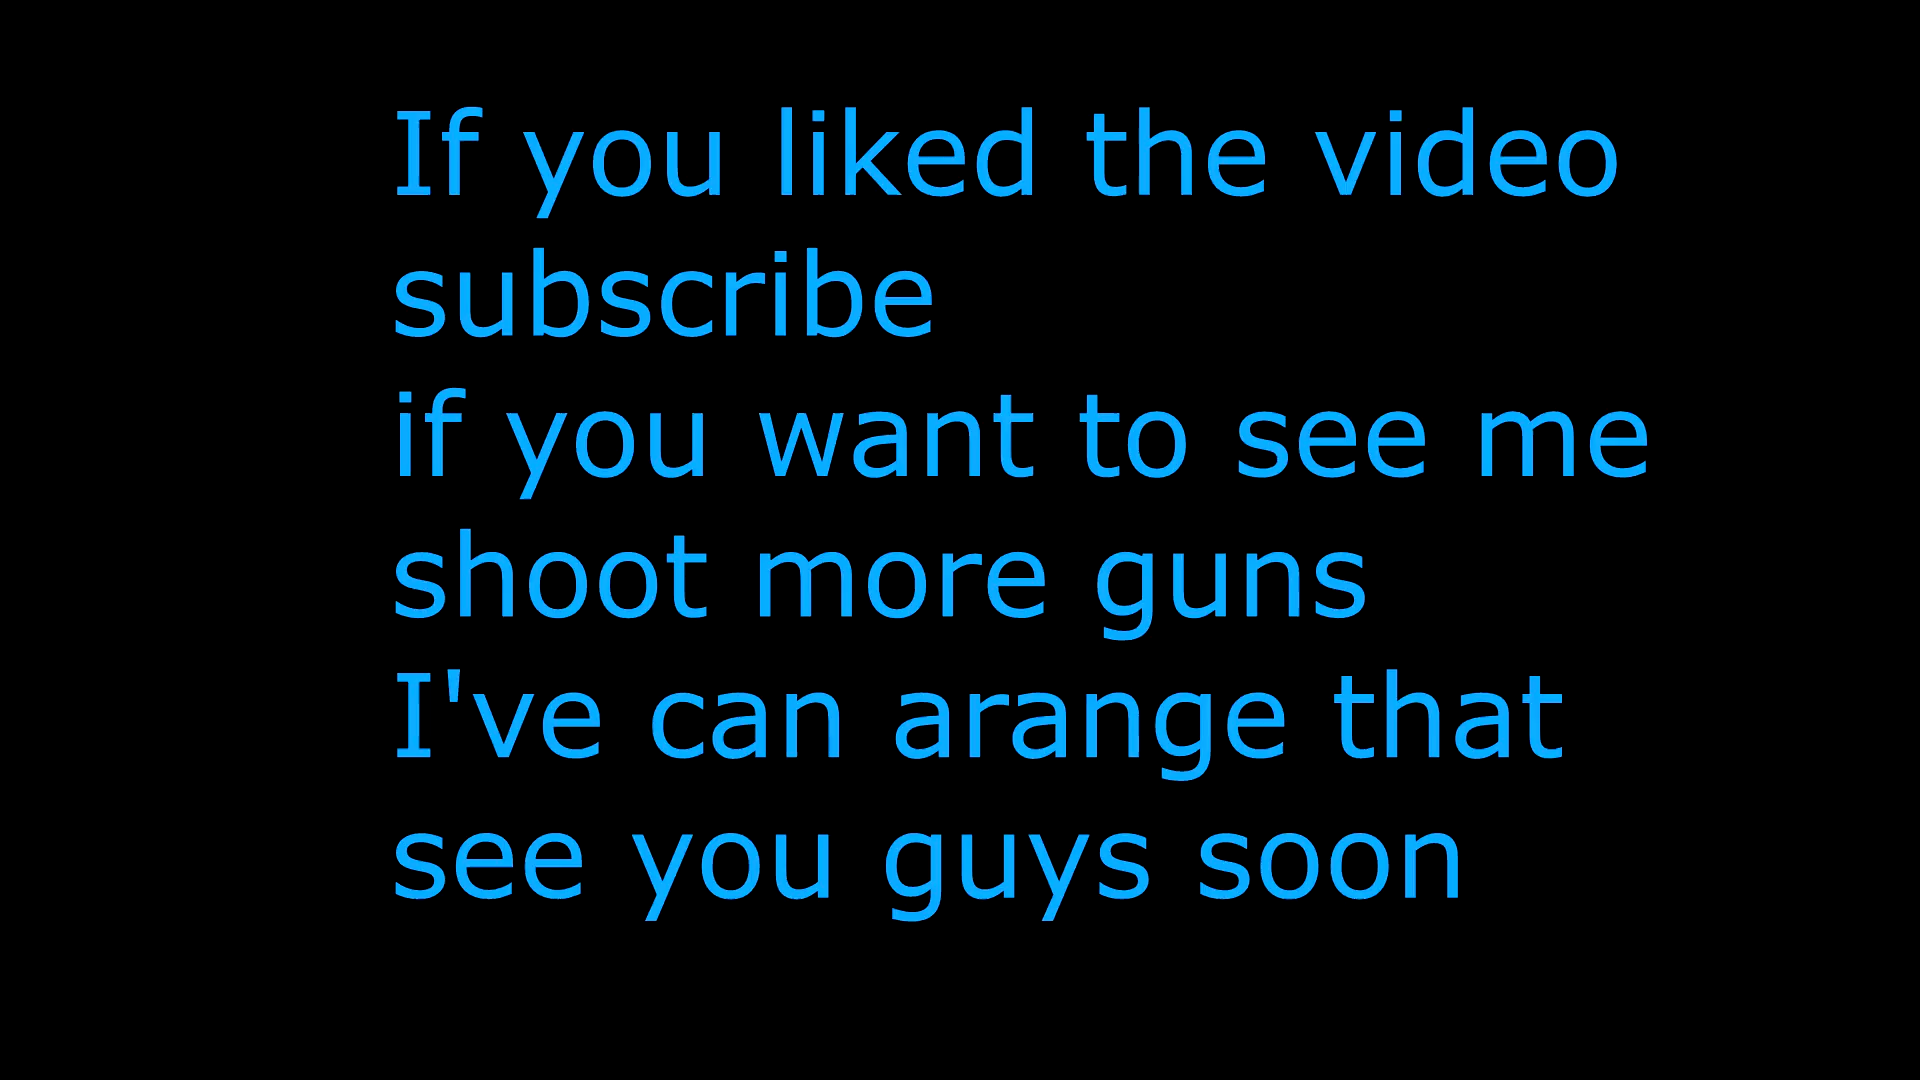 If you liked the video
subscribe
if you want to see me
shoot more guns
I've can arange that
see you guys soon